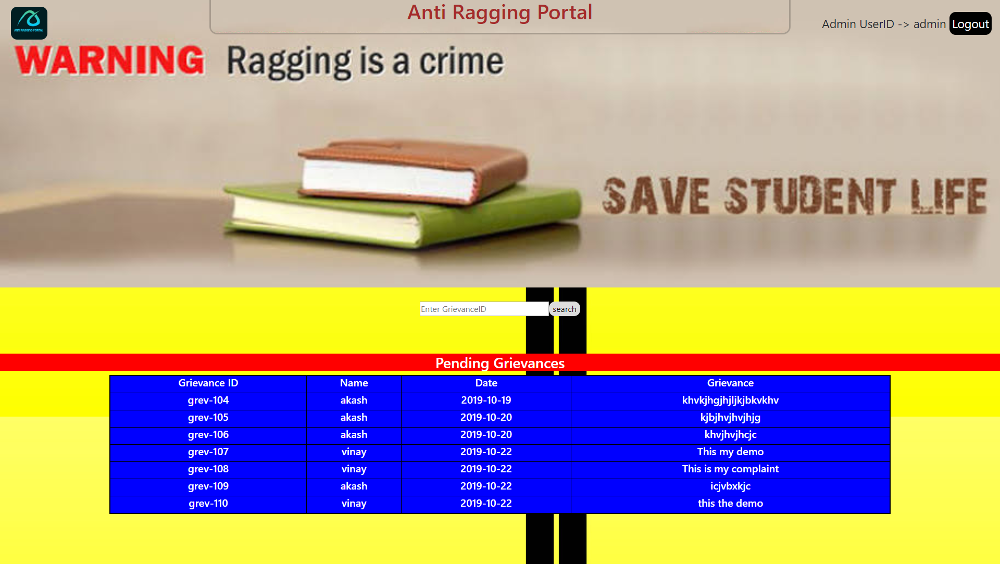 Anti Ragging Portal
ANTI RAGGING PORTAL
Admin UserID -> admin Logout
WARNING Ragging is a crime
SAVE STUDENT LIFE
Enter GrievanceID search
Pending Grievances
Grievance ID Name Date Grievance
grev-104 akash 2019-10-19 khvkjhgjhjljkjbkvkhv
grev-105 akash 2019-10-20 kjbjhvjhvjhjg
grev-106 akash 2019-10-20 khvjhvjhcjc
grev-107 vinay 2019-10-22 This my demo
grev-108 vinay 2019-10-22 This is my complaint
grev-109 akash 2019-10-22 icjvbxkjc
grev-110 vinay 2019-10-22 this the demo